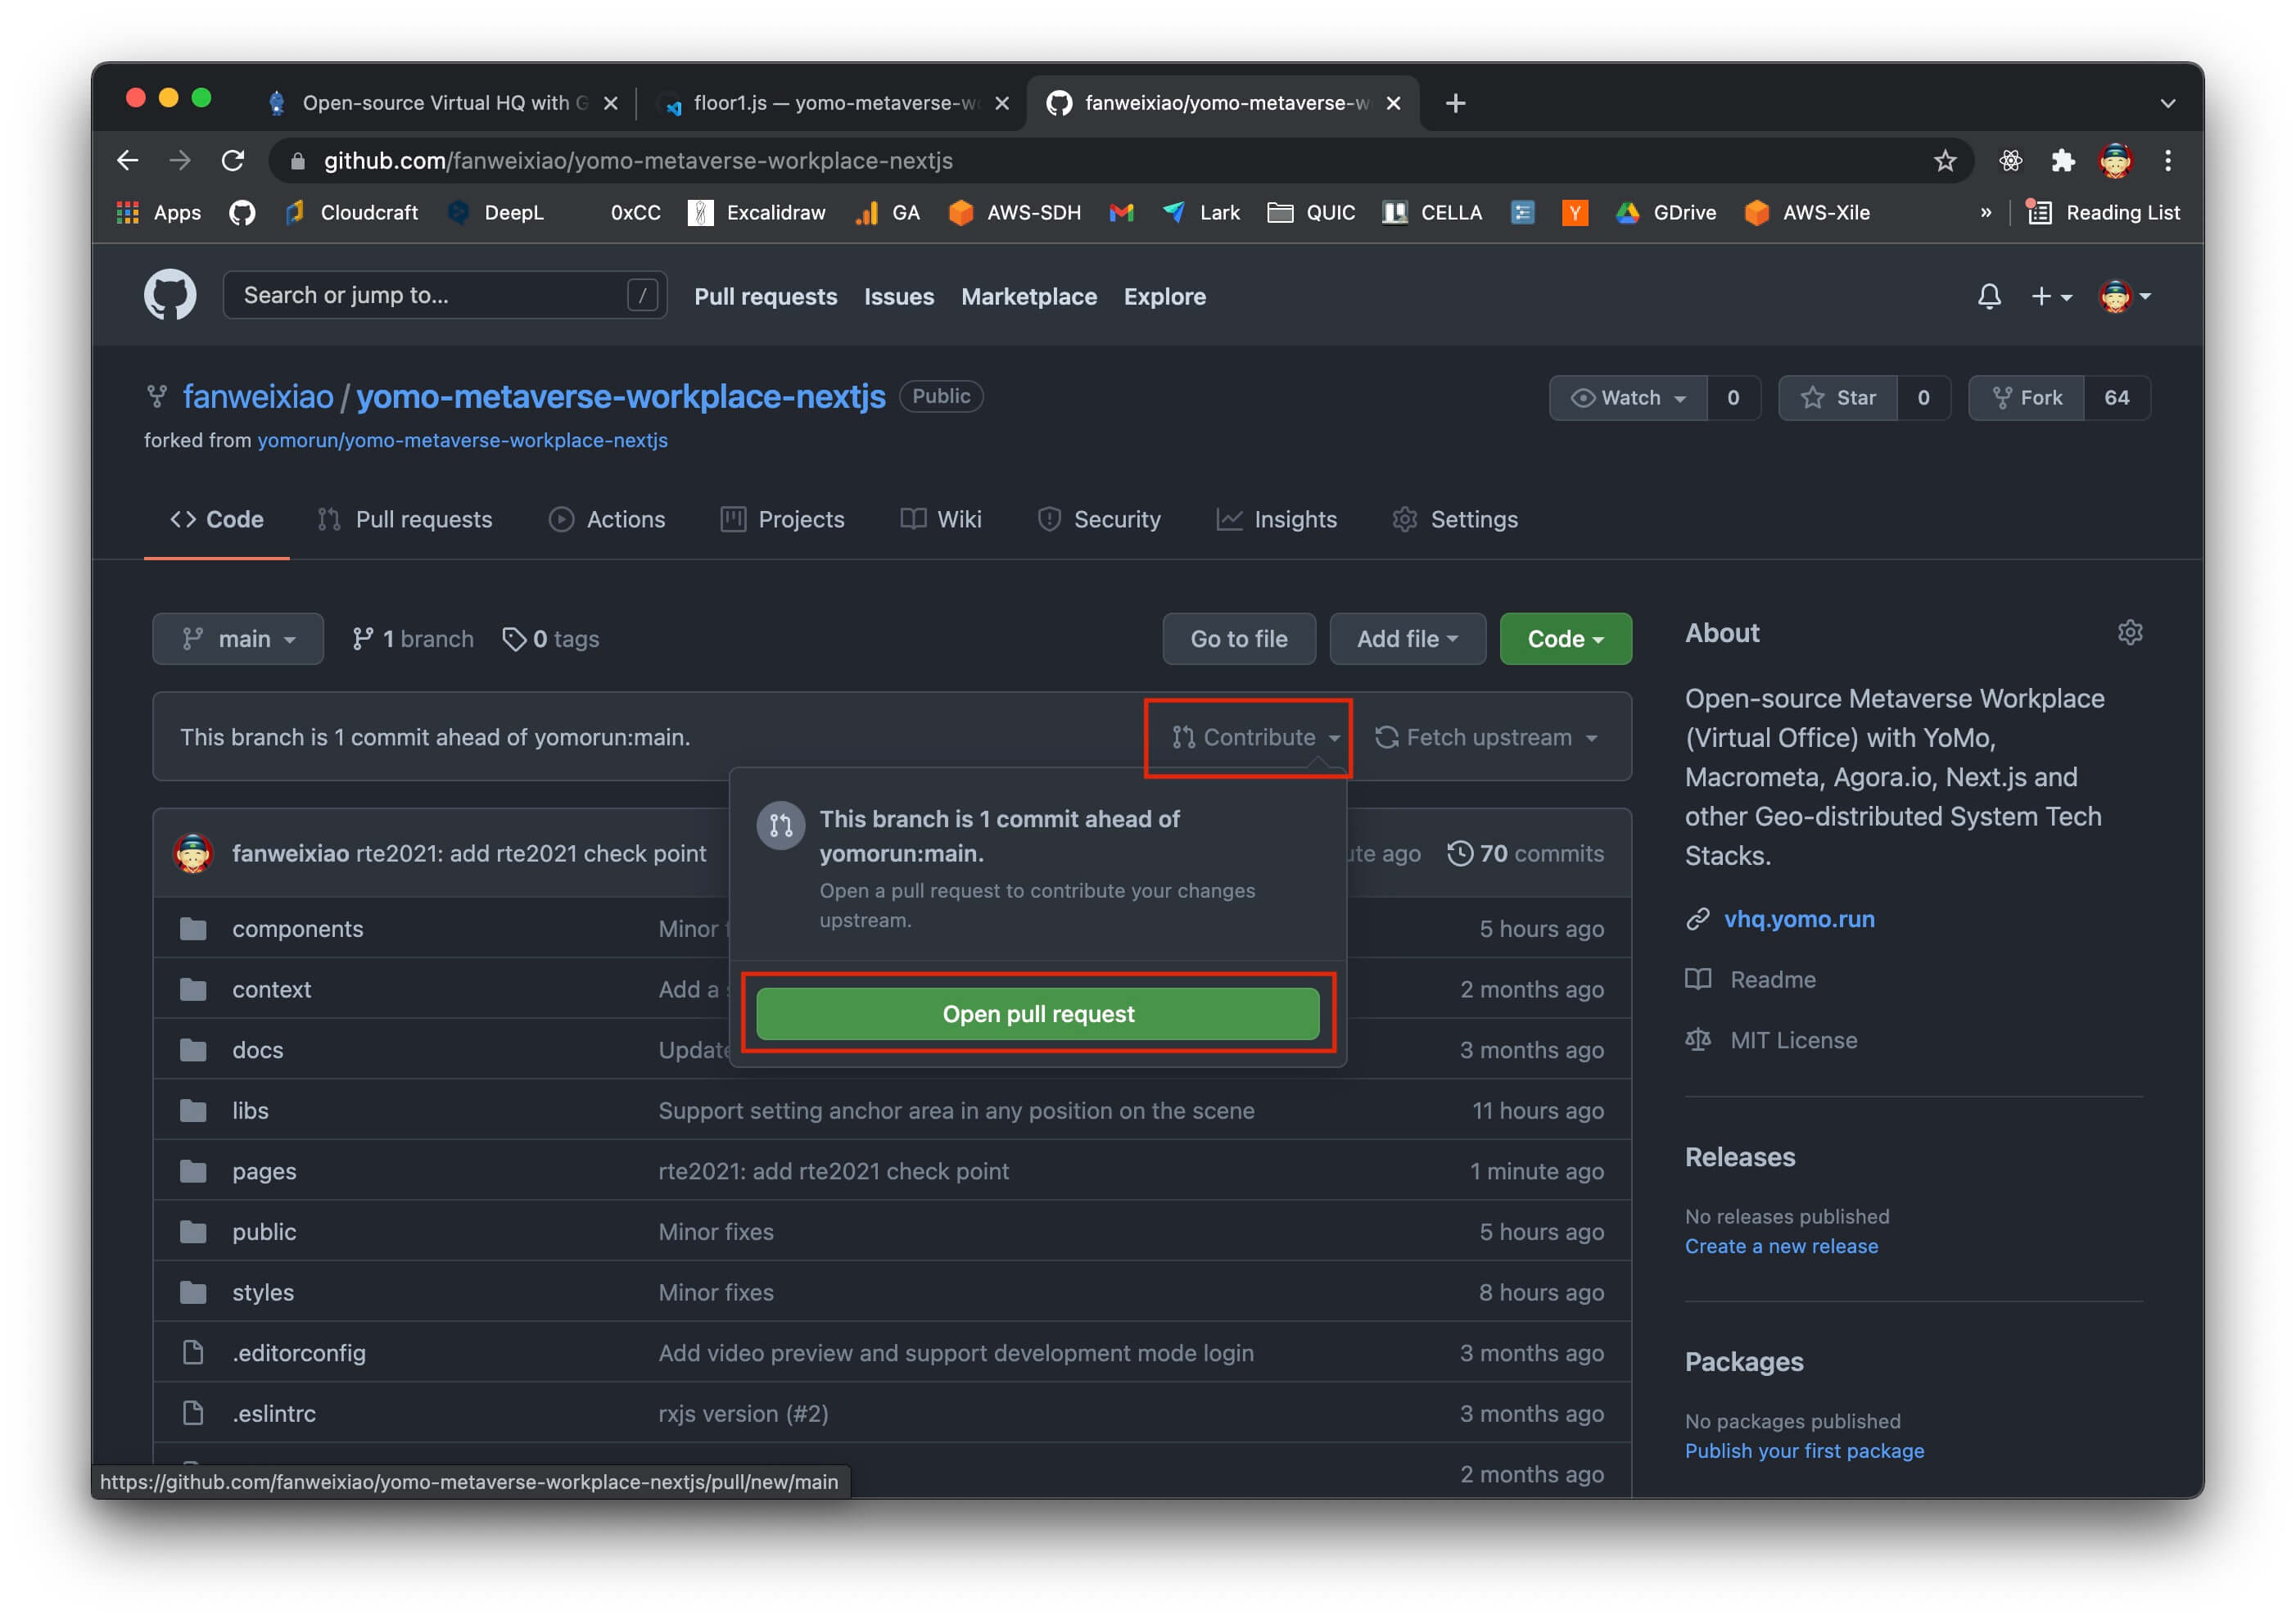 Open-source Virtual HQ with G
floor1.js — yomo-metaverse-w
fanweixiao/yomo-metaverse-w
github.com/fanweixiao/yomo-metaverse-workplace-nextjs
Apps Cloudcraft DeepL 0xCC Excalidraw GA AWS-SDH Lark QUIC CELLA Y GDrive AWS-Xile » Reading List
Search or jump to... /
Pull requests Issues Marketplace Explore
fanweixiao / yomo-metaverse-workplace-nextjs Public
Watch 0 Star 0 Fork 64
forked from yomorun/yomo-metaverse-workplace-nextjs
Code Pull requests Actions Projects Wiki Security Insights Settings
main 1 branch 0 tags Go to file Add file Code
This branch is 1 commit ahead of yomorun:main. Contribute Fetch upstream
This branch is 1 commit ahead of
yomorun:main.
Open a pull request to contribute your changes
upstream.
Open pull request
fanweixiao rte2021: add rte2021 check point ago 70 commits
components Minor 5 hours ago
context Add a 2 months ago
docs Update 3 months ago
libs Support setting anchor area in any position on the scene 11 hours ago
pages rte2021: add rte2021 check point 1 minute ago
public Minor fixes 5 hours ago
styles Minor fixes 8 hours ago
.editorconfig Add video preview and support development mode login 3 months ago
.eslintrc rxjs version (#2) 3 months ago
2 months ago
https://github.com/fanweixiao/yomo-metaverse-workplace-nextjs/pull/new/main
About
Open-source Metaverse Workplace
(Virtual Office) with YoMo,
Macrometa, Agora.io, Next.js and
other Geo-distributed System Tech
Stacks.
vhq.yomo.run
Readme
MIT License
Releases
No releases published
Create a new release
Packages
No packages published
Publish your first package